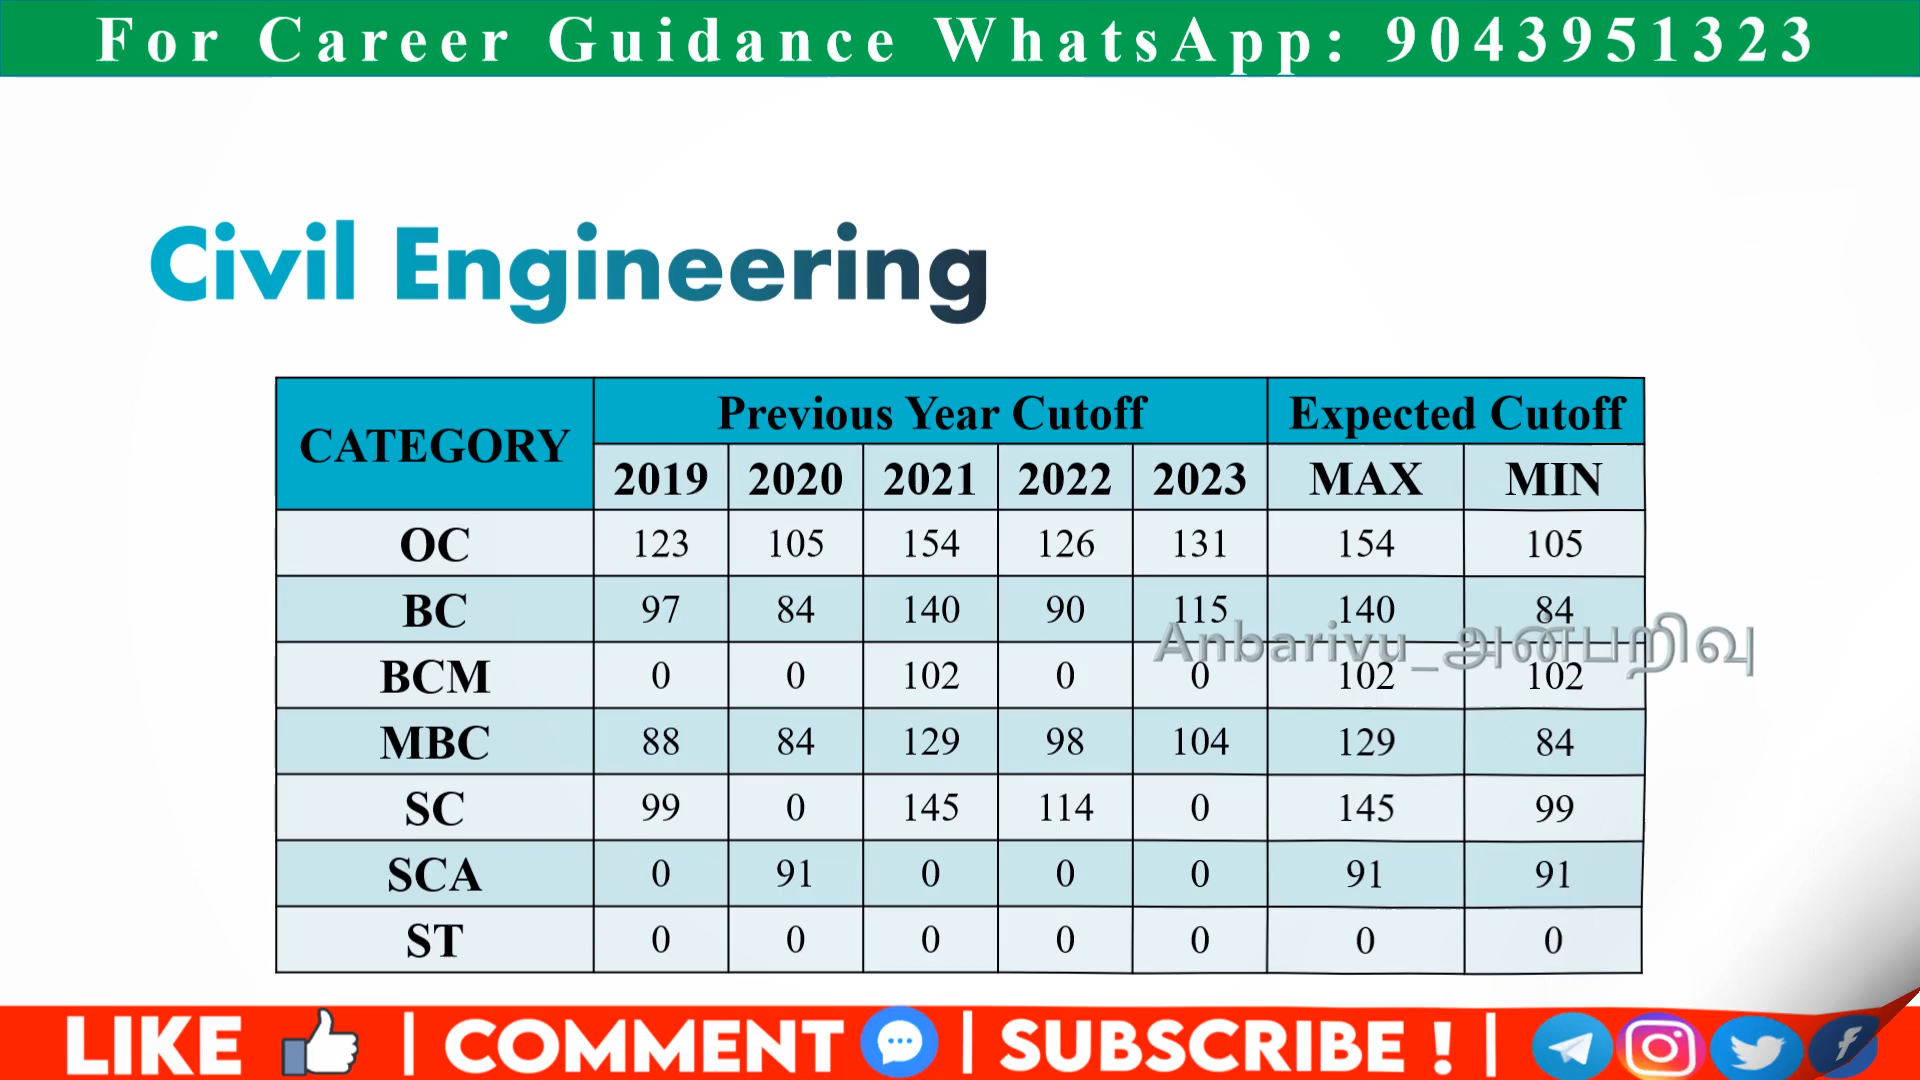 For Career Guidance WhatsApp: 9043951323
Civil Engineering
CATEGORY Previous Year Cutoff Expected Cutoff
2019 2020 2021 2022 2023 MAX MIN
OC 123 105 154 126 131 154 105
BC 97 84 140 90 115 140 84
Anbarivu_அன்பறிவு
BCM 0 0 102 0 0 102 102
MBC 88 84 129 98 104 129 84
SC 99 0 145 114 0 145 99
SCA 0 91 0 0 0 91 91
ST 0 0 0 0 0 0 0
LIKE | COMMENT | SUBSCRIBE ! |